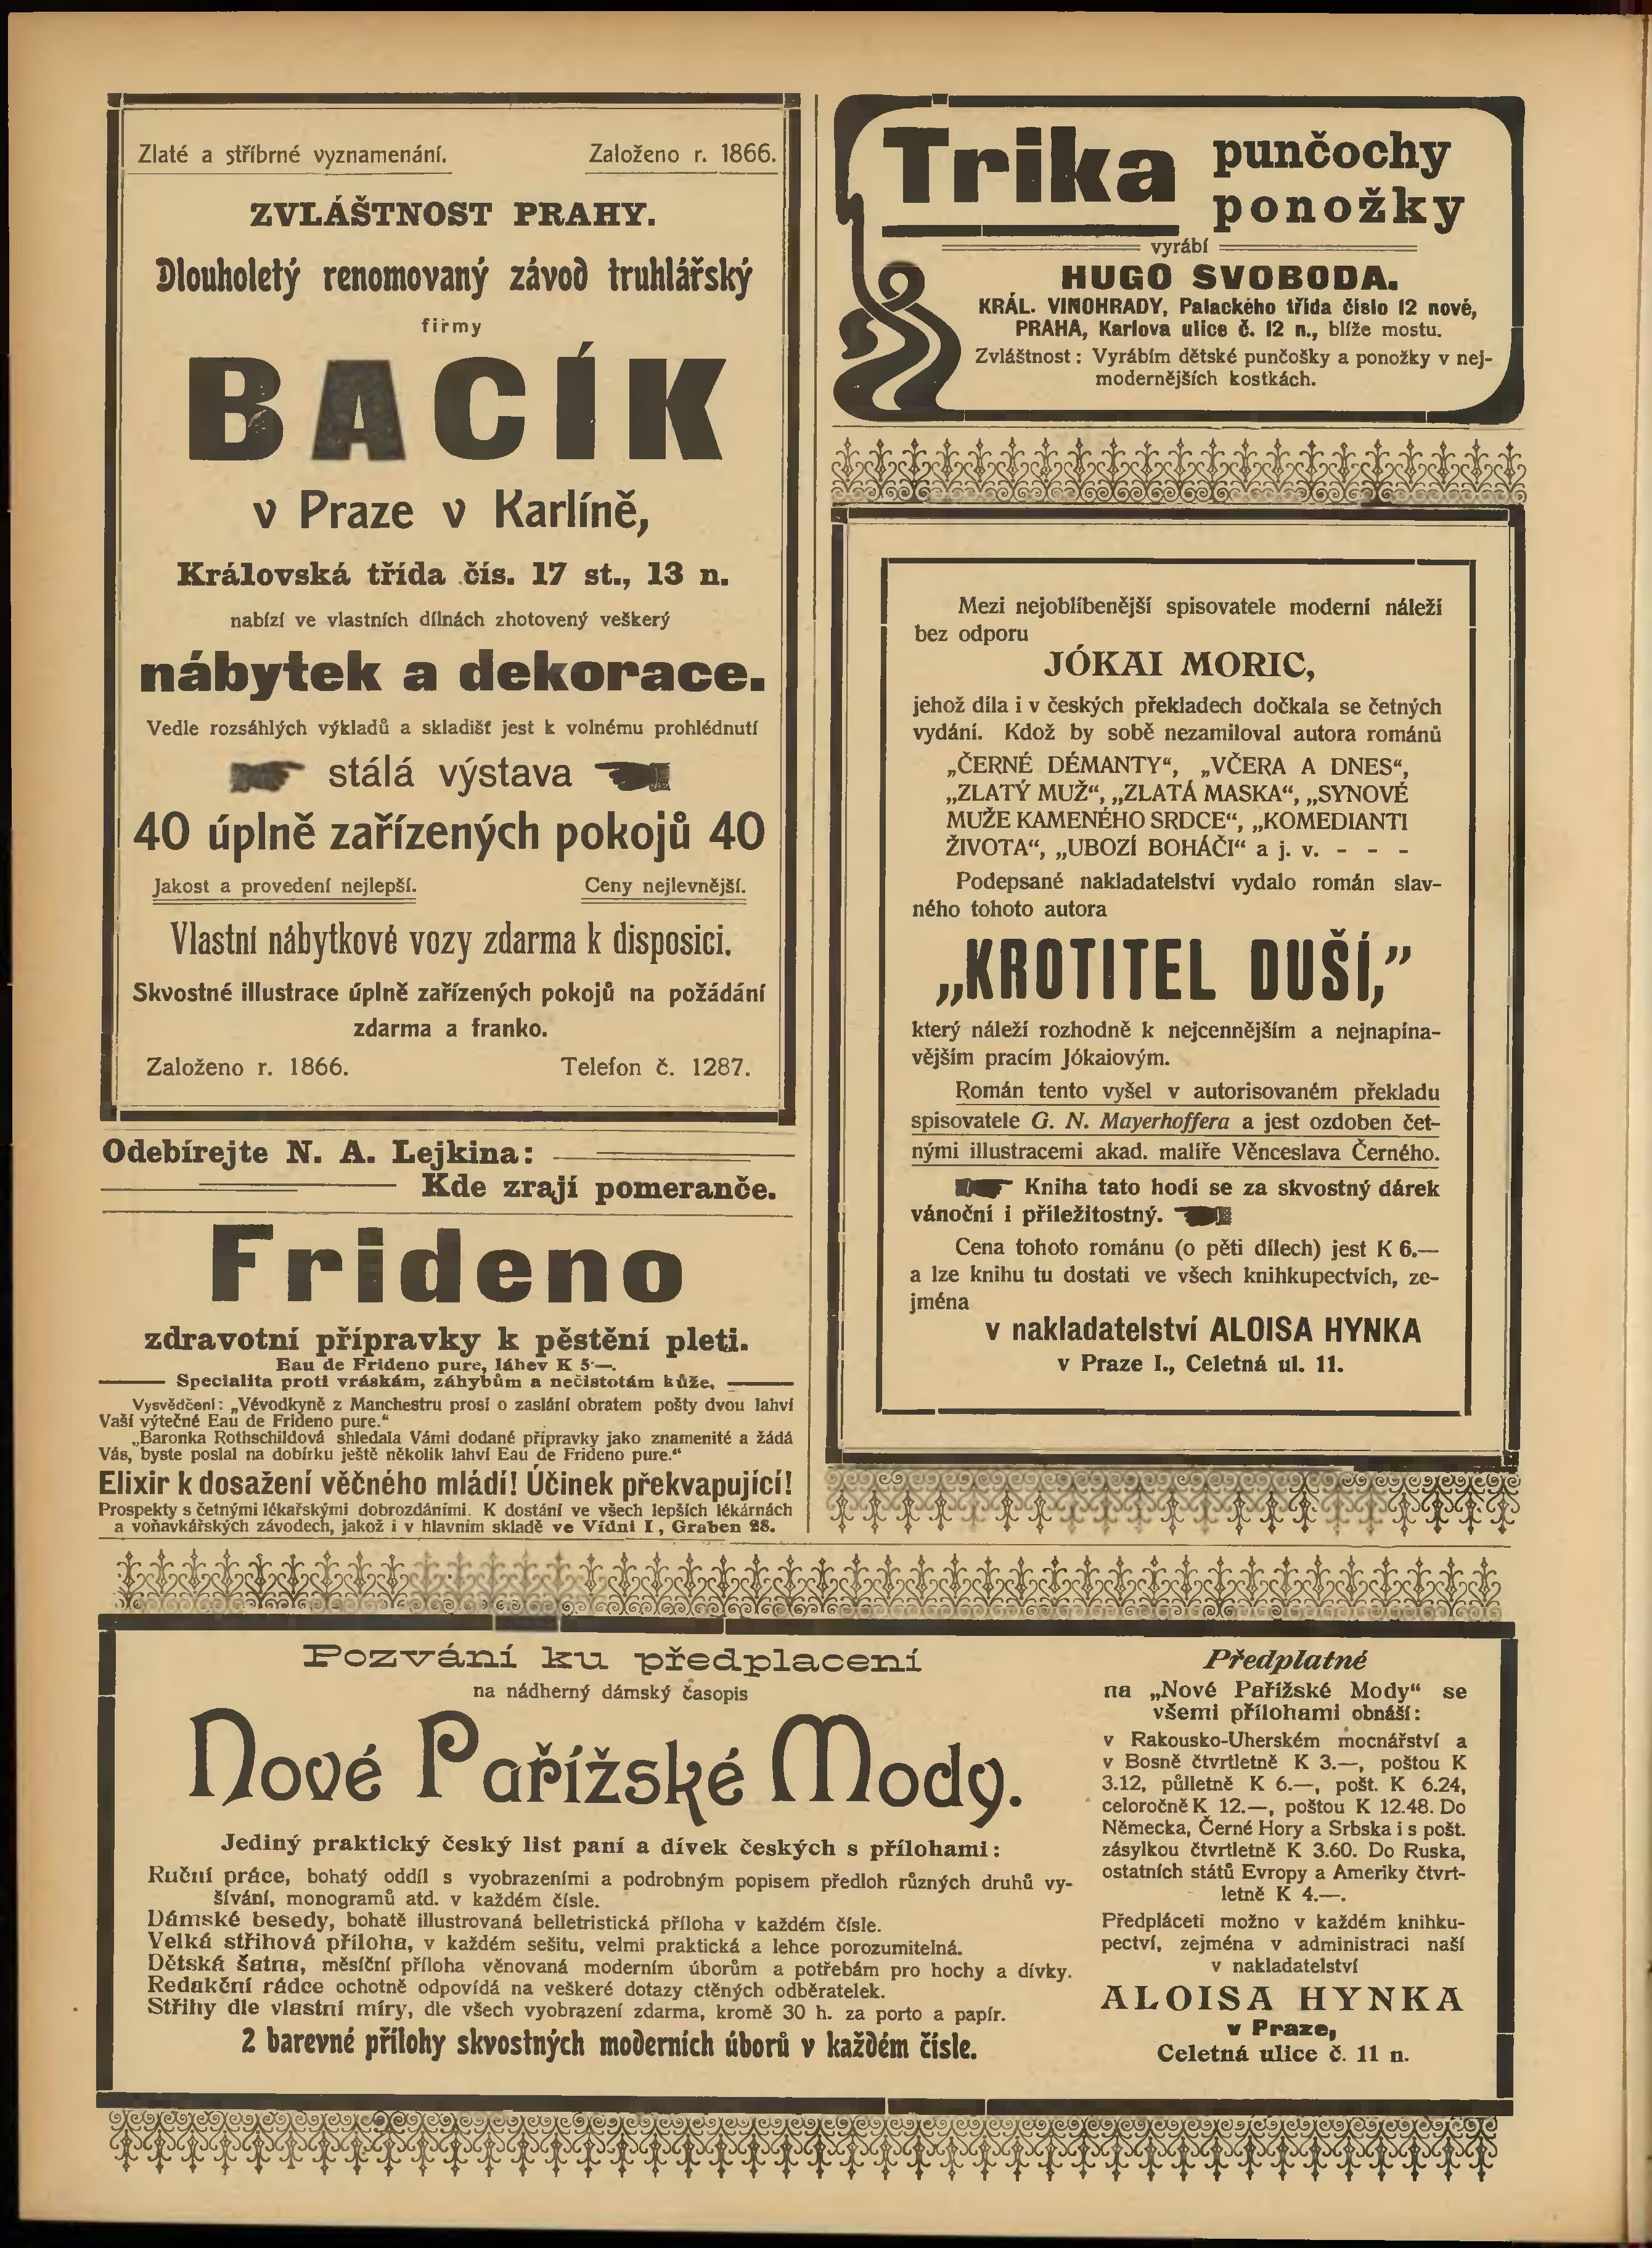 Zlaté a stříbrné vyznamenání. Založeno r. 1866.
ZVLÁŠTNOST PRAHY.
Dlouholetý renomovaný závod truhlářský
firmy
BACÍK
v Praze v Karlíně,
Královská třída čís. 17 st., 13 n.
nabízí ve vlastních dílnách zhotovený veškerý
nábytek a dekorace.
Vedle rozsáhlých výkladů a skladišť jest k volnému prohlédnutí
stálá výstava
40 úplně zařízených pokojů 40
Jakost a provedení nejlepší. Ceny nejlevnější.
Vlastní nábytkové vozy zdarma k disposici.
Skvostné illustrace úplně zařízených pokojů na požádání
zdarma a franko.
Založeno r. 1866. Telefon č. 1287.
Odebírejte N. A. Lejkina:
Kde zrají pomeranče.
Frideno
zdravotní přípravky k pěstění pleti.
Eau de Frideno pure, láhev K 5·—.
Specialita proti vráskám, záhybům a nečistotám kůže.
Vysvědčení: „Vévodkyně z Manchestru prosí o zaslání obratem pošty dvou lahví
Vaší výtečné Eau de Frideno pure.“
„Baronka Rothschildová shledala Vámi dodané přípravky jako znamenité a žádá
Vás, byste poslal na dobírku ještě několik lahví Eau de Frideno pure.“
Elixir k dosažení věčného mládí! Účinek překvapující!
Prospekty s četnými lékařskými dobrozdáními. K dostání ve všech lepších lékárnách
a voňavkářských závodech, jakož i v hlavním skladě ve Vídni I, Graben 28.
Trika punčochy
ponožky
vyrábí
HUGO SVOBODA.
KRÁL. VINOHRADY, Palackého třída číslo 12 nové,
PRAHA, Karlova ulice č. 12 n., blíže mostu.
Zvláštnost: Vyrábím dětské punčošky a ponožky v nej-
modernějších kostkách.
Mezi nejoblíbenější spisovatele moderní náleží
bez odporu
JÓKAI MORIC,
jehož díla i v českých překladech dočkala se četných
vydání. Kdož by sobě nezamiloval autora románů
„ČERNÉ DÉMANTY“, „VČERA A DNES“,
„ZLATÝ MUŽ“, „ZLATÁ MASKA“, „SYNOVÉ
MUŽE KAMENÉHO SRDCE“, „KOMEDIANTI
ŽIVOTA“, „UBOZÍ BOHÁČI“ a j. v. - - -
Podepsané nakladatelství vydalo román slav-
ného tohoto autora
„KROTITEL DUŠÍ,”
který náleží rozhodně k nejcennějším a nejnapína-
vějším pracím Jókaiovým.
Román tento vyšel v autorisovaném překladu
spisovatele G. N. Mayerhoffera a jest ozdoben čet-
nými illustracemi akad. malíře Věnceslava Černého.
Kniha tato hodí se za skvostný dárek
vánoční i příležitostný.
Cena tohoto románu (o pěti dílech) jest K 6.—
a lze knihu tu dostati ve všech knihkupectvích, ze-
jména
v nakladatelství ALOISA HYNKA
v Praze I., Celetná ul. 11.
Pozvání ku předplacení
na nádherný dámský časopis
Nové Pařížské Mody.
Jediný praktický český list paní a dívek českých s přílohami:
Ruční práce, bohatý oddíl s vyobrazeními a podrobným popisem předloh různých druhů vy-
šívání, monogramů atd. v každém čísle.
Dámské besedy, bohatě illustrovaná belletristická příloha v každém čísle.
Velká střihová příloha, v každém sešitu, velmi praktická a lehce porozumitelná.
Dětská šatna, měsíční příloha věnovaná moderním úborům a potřebám pro hochy a dívky.
Redakční rádce ochotně odpovídá na veškeré dotazy ctěných odběratelek.
Střihy dle vlastní míry, dle všech vyobrazení zdarma, kromě 30 h. za porto a papír.
2 barevné přílohy skvostných moderních úborů v každém čísle.
Předplatné
na „Nové Pařížské Mody“ se
všemi přílohami obnáší:
v Rakousko-Uherském mocnářství a
v Bosně čtvrtletně K 3.—, poštou K
3.12, půlletně K 6.—, pošt. K 6.24,
celoročně K 12.—, poštou K 12.48. Do
Německa, Černé Hory a Srbska i s pošt.
zásylkou čtvrtletně K 3.60. Do Ruska,
ostatních států Evropy a Ameriky čtvrt-
letně K 4.—.
Předpláceti možno v každém knihku-
pectví, zejména v administraci naší
v nakladatelství
ALOISA HYNKA
v Praze,
Celetná ulice č. 11 n.